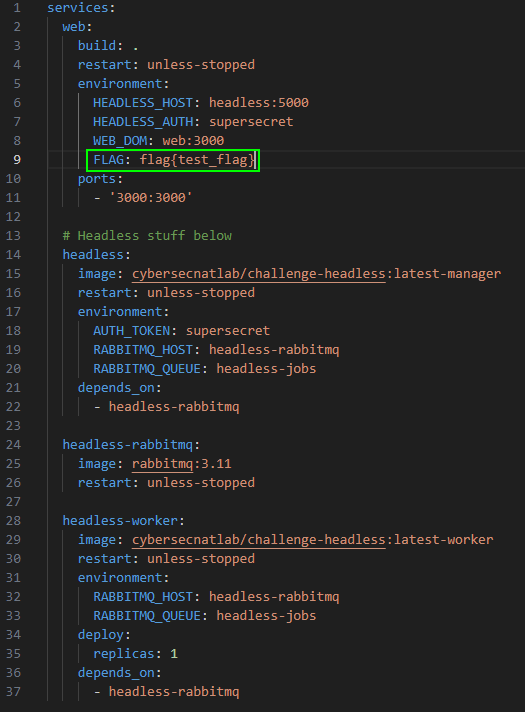 1 services:
2   web:
3     build: .
4     restart: unless-stopped
5     environment:
6       HEADLESS_HOST: headless:5000
7       HEADLESS_AUTH: supersecret
8       WEB_DOM: web:3000
9       FLAG: flag{test_flag}
10     ports:
11       - '3000:3000'
12
13   # Headless stuff below
14   headless:
15     image: cybersecnatlab/challenge-headless:latest-manager
16     restart: unless-stopped
17     environment:
18       AUTH_TOKEN: supersecret
19       RABBITMQ_HOST: headless-rabbitmq
20       RABBITMQ_QUEUE: headless-jobs
21     depends_on:
22       - headless-rabbitmq
23
24   headless-rabbitmq:
25     image: rabbitmq:3.11
26     restart: unless-stopped
27
28   headless-worker:
29     image: cybersecnatlab/challenge-headless:latest-worker
30     restart: unless-stopped
31     environment:
32       RABBITMQ_HOST: headless-rabbitmq
33       RABBITMQ_QUEUE: headless-jobs
34     deploy:
35       replicas: 1
36     depends_on:
37       - headless-rabbitmq